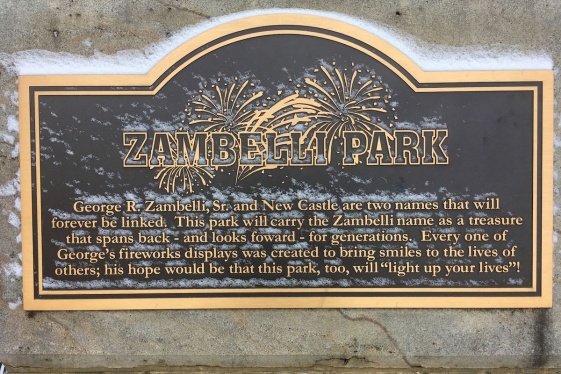 ZAMBELLI PARK
George R. Zambelli, Sr. and New Castle are two names that will
forever be linked. This park will carry the Zambelli name as a treasure
that spans back - and looks foward - for generations. Every one of
George's fireworks displays was created to bring smiles to the lives of
others; his hope would be that this park, too, will "light up your lives"!